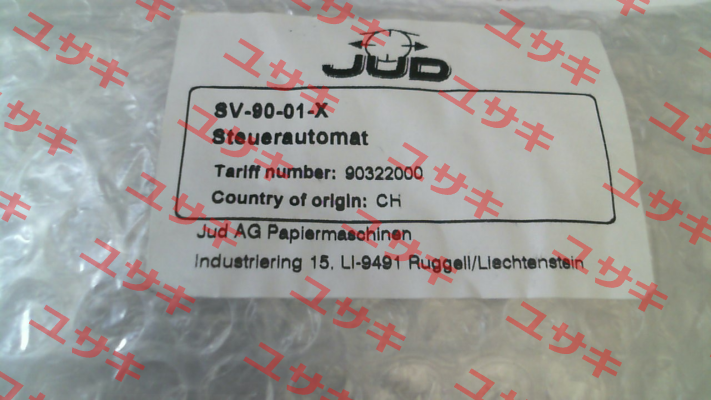 JUD
SV-90-01-X
Steuerautomat
Tariff number: 90322000
Country of origin: CH
Jud AG Papiermaschinen
Industriering 15, LI-9491 Ruggell/Liechtenstein
ユサキ